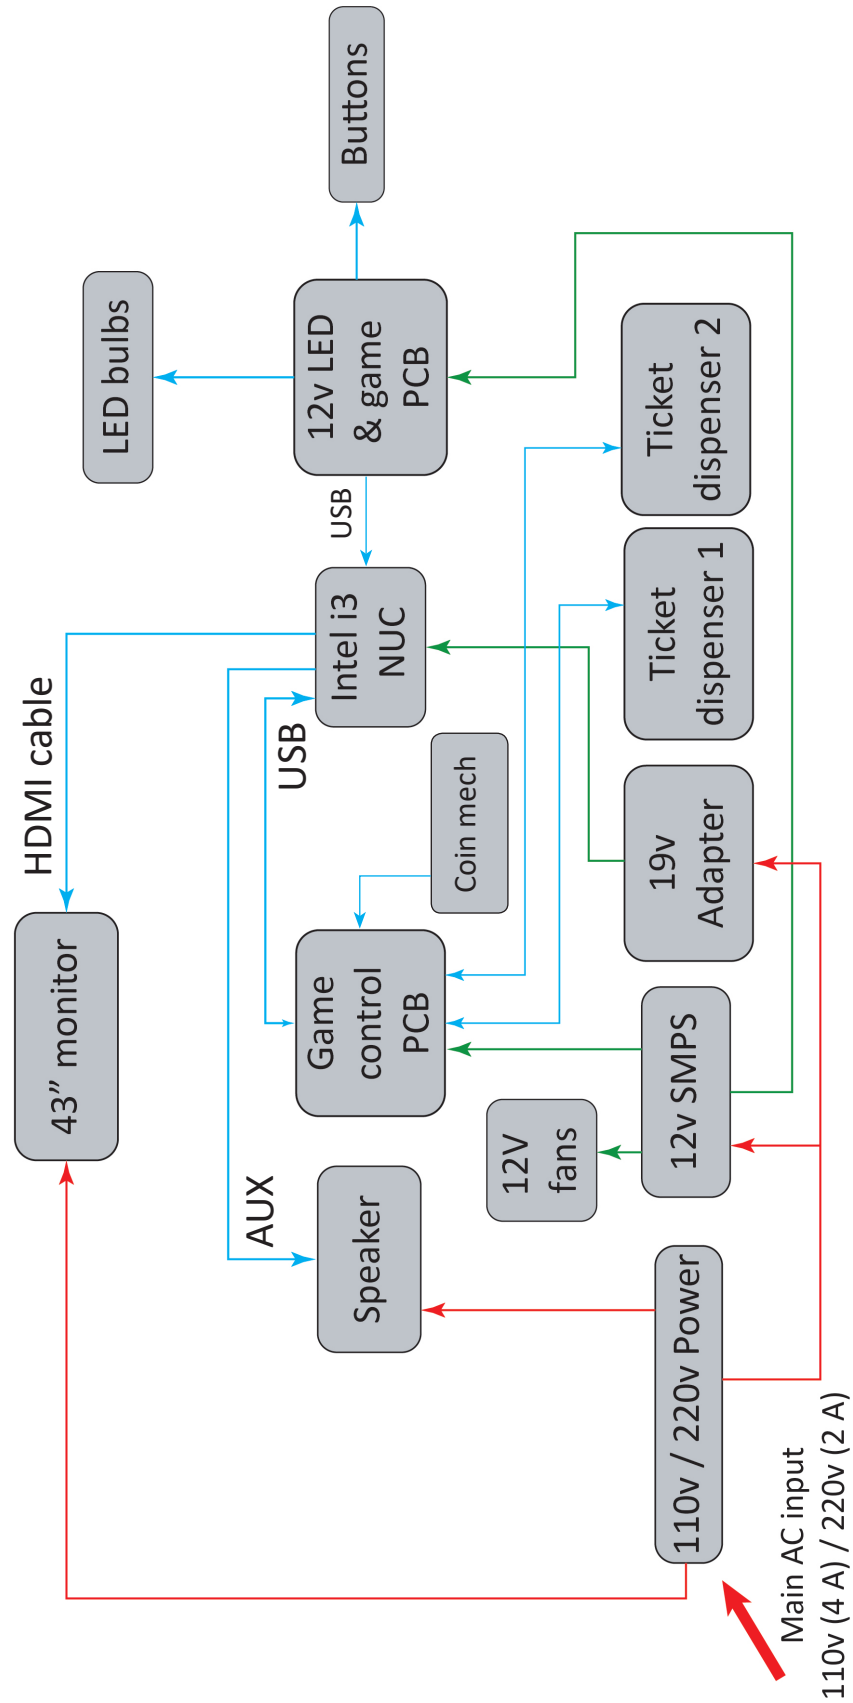 HDMI cable
43” monitor
LED bulbs
AUX
USB
USB
Speaker
Game
control
PCB
Intel i3
NUC
12v LED
& game
PCB
Buttons
Coin mech
12V
fans
110v / 220v Power
12v SMPS
19v
Adapter
Ticket
dispenser 1
Ticket
dispenser 2
Main AC input
110v (4 A) / 220v (2 A)